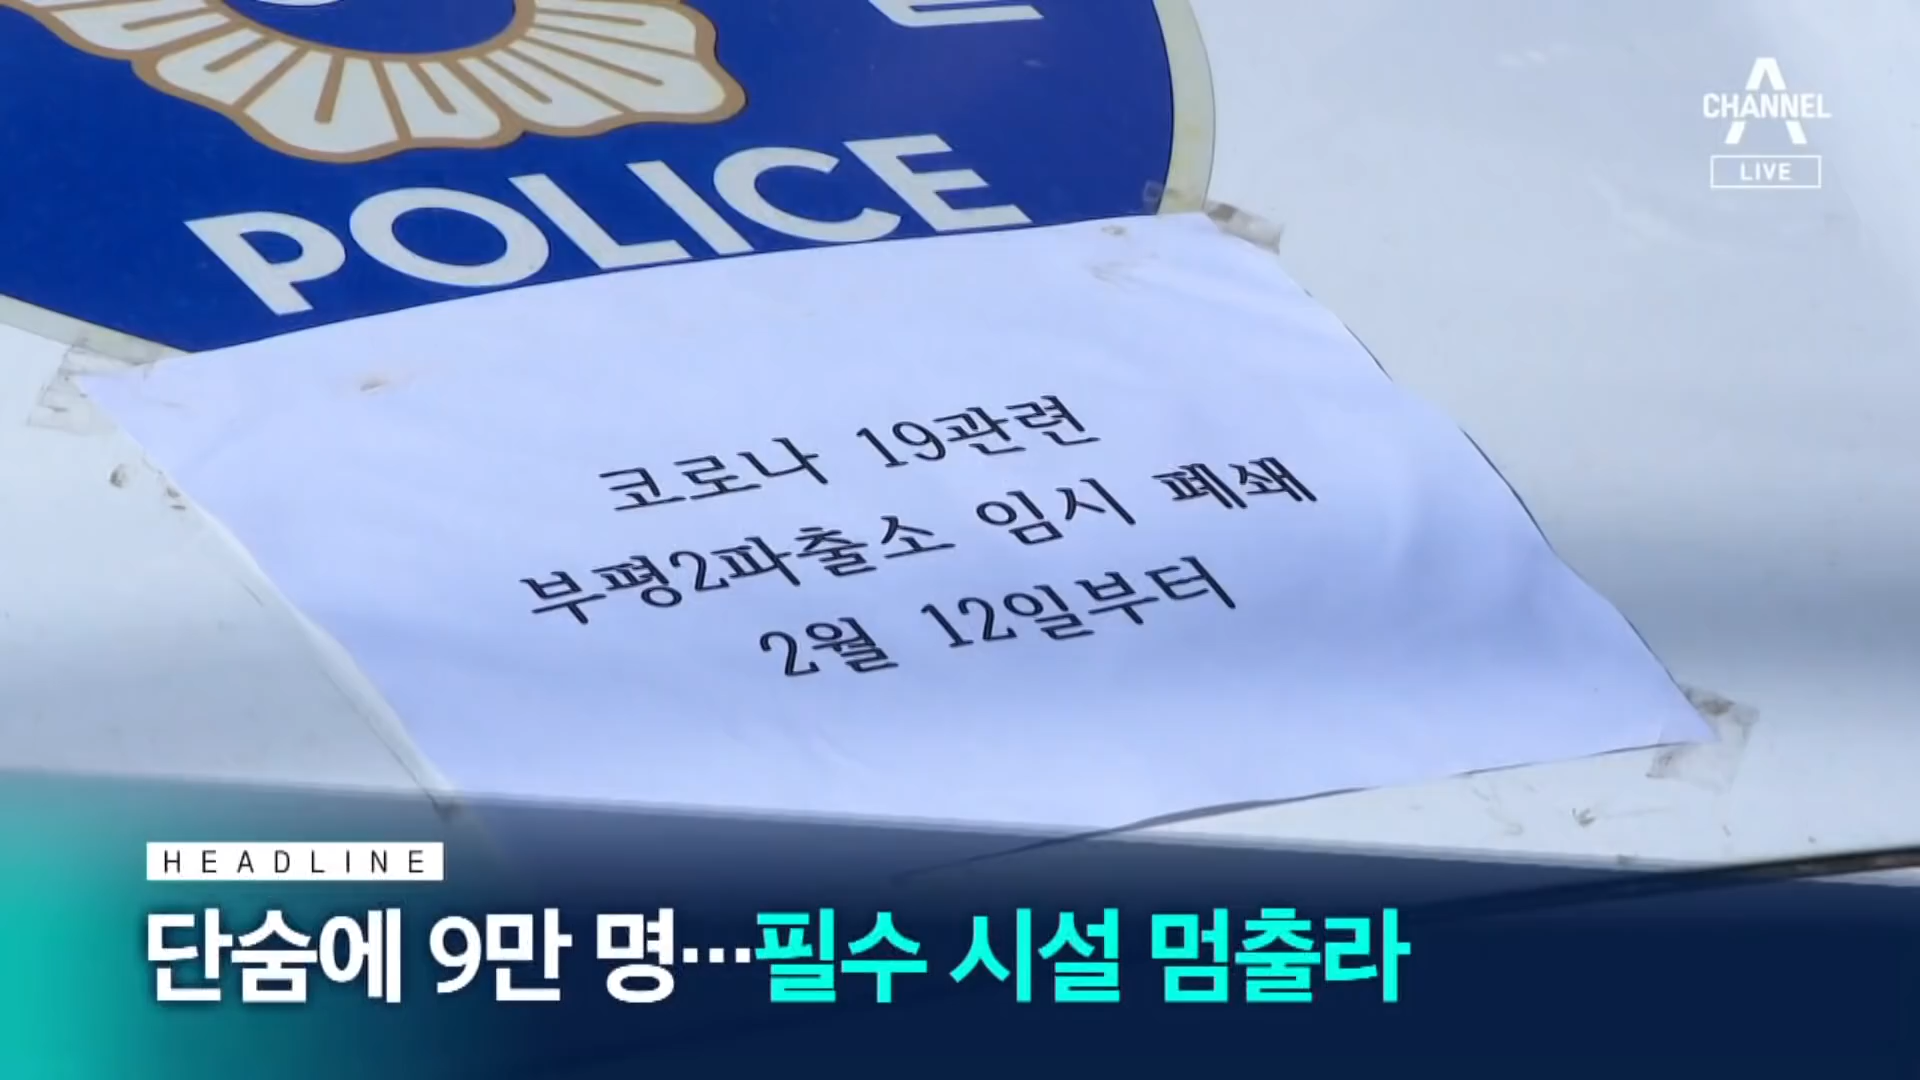 POLICE
CHANNEL A
LIVE
코로나 19관련
부평2파출소 임시 폐쇄
2월 12일부터
HEADLINE
단숨에 9만 명…필수 시설 멈출라